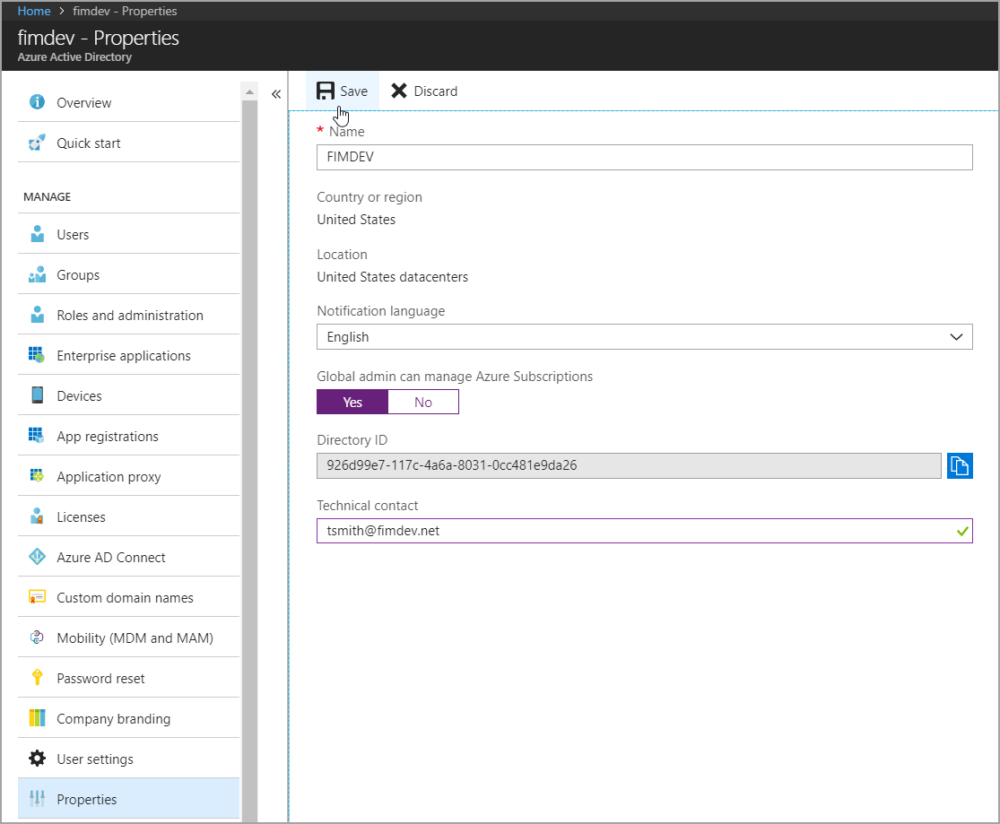 Home > fimdev - Properties
fimdev - Properties
Azure Active Directory
Overview
Quick start
MANAGE
Users
Groups
Roles and administration
Enterprise applications
Devices
App registrations
Application proxy
Licenses
Azure AD Connect
Custom domain names
Mobility (MDM and MAM)
Password reset
Company branding
User settings
Properties
«
Save Discard
* Name
FIMDEV
Country or region
United States
Location
United States datacenters
Notification language
English
Global admin can manage Azure Subscriptions
Yes No
Directory ID
926d99e7-117c-4a6a-8031-0cc481e9da26
Technical contact
tsmith@fimdev.net